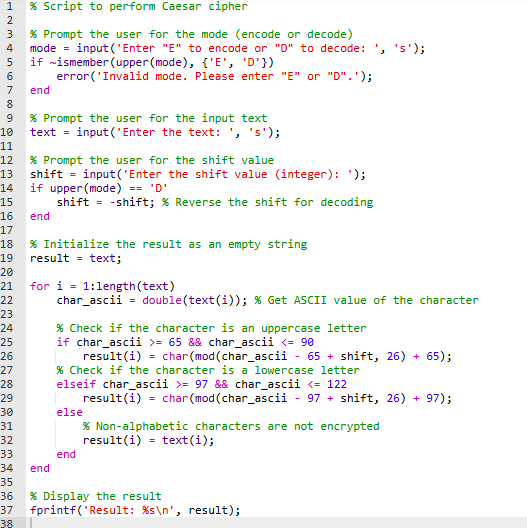 1 % Script to perform Caesar cipher
2
3 % Prompt the user for the mode (encode or decode)
4 mode = input('Enter "E" to encode or "D" to decode: ', 's');
5 if ~ismember(upper(mode), {'E', 'D'})
6     error('Invalid mode. Please enter "E" or "D".');
7 end
8
9 % Prompt the user for the input text
10 text = input('Enter the text: ', 's');
11
12 % Prompt the user for the shift value
13 shift = input('Enter the shift value (integer): ');
14 if upper(mode) == 'D'
15     shift = -shift; % Reverse the shift for decoding
16 end
17
18 % Initialize the result as an empty string
19 result = text;
20
21 for i = 1:length(text)
22     char_ascii = double(text(i)); % Get ASCII value of the character
23
24     % Check if the character is an uppercase letter
25     if char_ascii >= 65 && char_ascii <= 90
26         result(i) = char(mod(char_ascii - 65 + shift, 26) + 65);
27     % Check if the character is a lowercase letter
28     elseif char_ascii >= 97 && char_ascii <= 122
29         result(i) = char(mod(char_ascii - 97 + shift, 26) + 97);
30     else
31         % Non-alphabetic characters are not encrypted
32         result(i) = text(i);
33     end
34 end
35
36 % Display the result
37 fprintf('Result: %s\n', result);
38